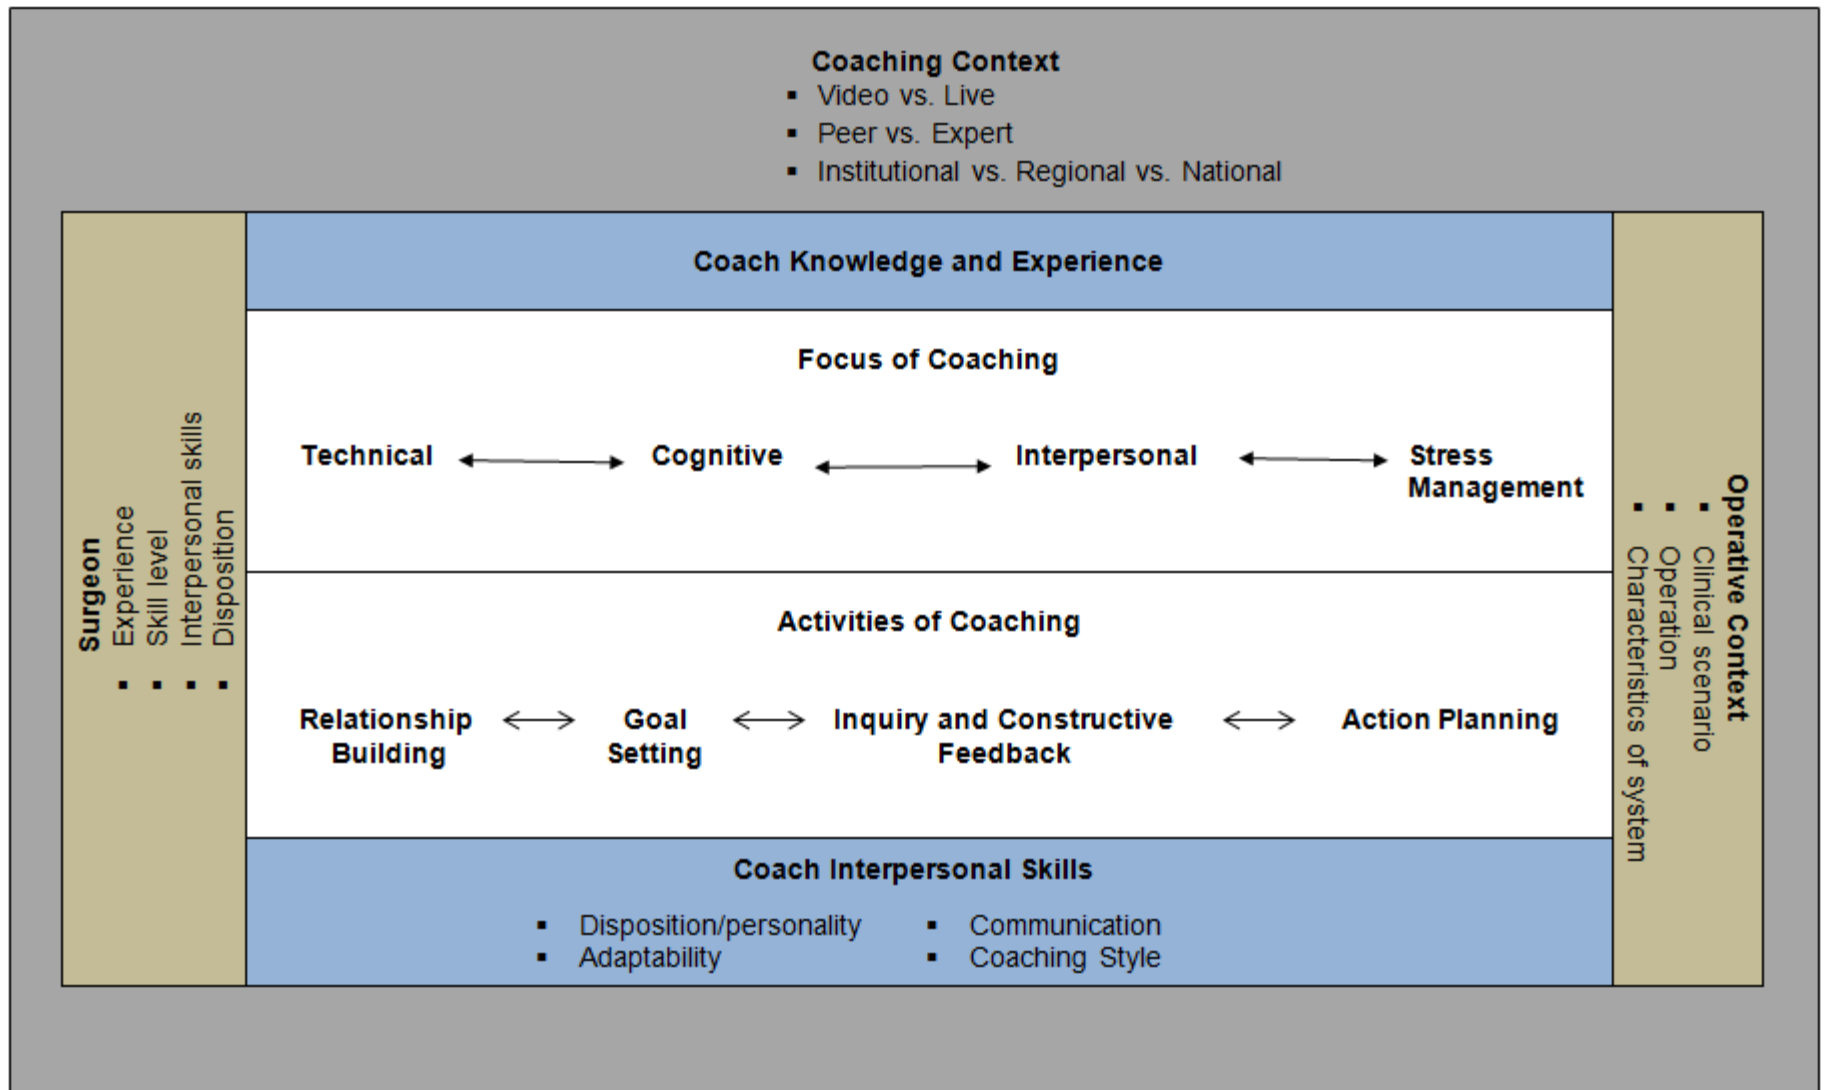 Coaching Context
▪ Video vs. Live
▪ Peer vs. Expert
▪ Institutional vs. Regional vs. National
Coach Knowledge and Experience
Surgeon
▪ Experience
▪ Skill level
▪ Interpersonal skills
▪ Disposition
Focus of Coaching
Technical
Cognitive
Interpersonal
Stress
Management
Activities of Coaching
Relationship
Building
Goal
Setting
Inquiry and Constructive
Feedback
Action Planning
Operative Context
▪ Clinical scenario
▪ Operation
▪ Characteristics of system
Coach Interpersonal Skills
▪ Disposition/personality
▪ Adaptability
▪ Communication
▪ Coaching Style